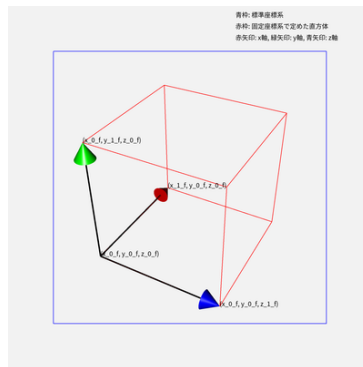 青枠: 標準座標系
赤枠: 固定座標系で定めた直方体
赤矢印: x軸, 緑矢印: y軸, 青矢印: z軸
(x_0_f, y_1_f, z_0_f)
(x_1_f, y_0_f, z_0_f)
(x_0_f, y_0_f, z_0_f)
(x_0_f, y_0_f, z_1_f)